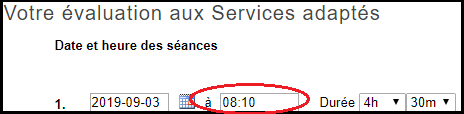 Votre évaluation aux Services adaptés
Date et heure des séances
1. 2019-09-03 à 08:10 Durée 4h 30m